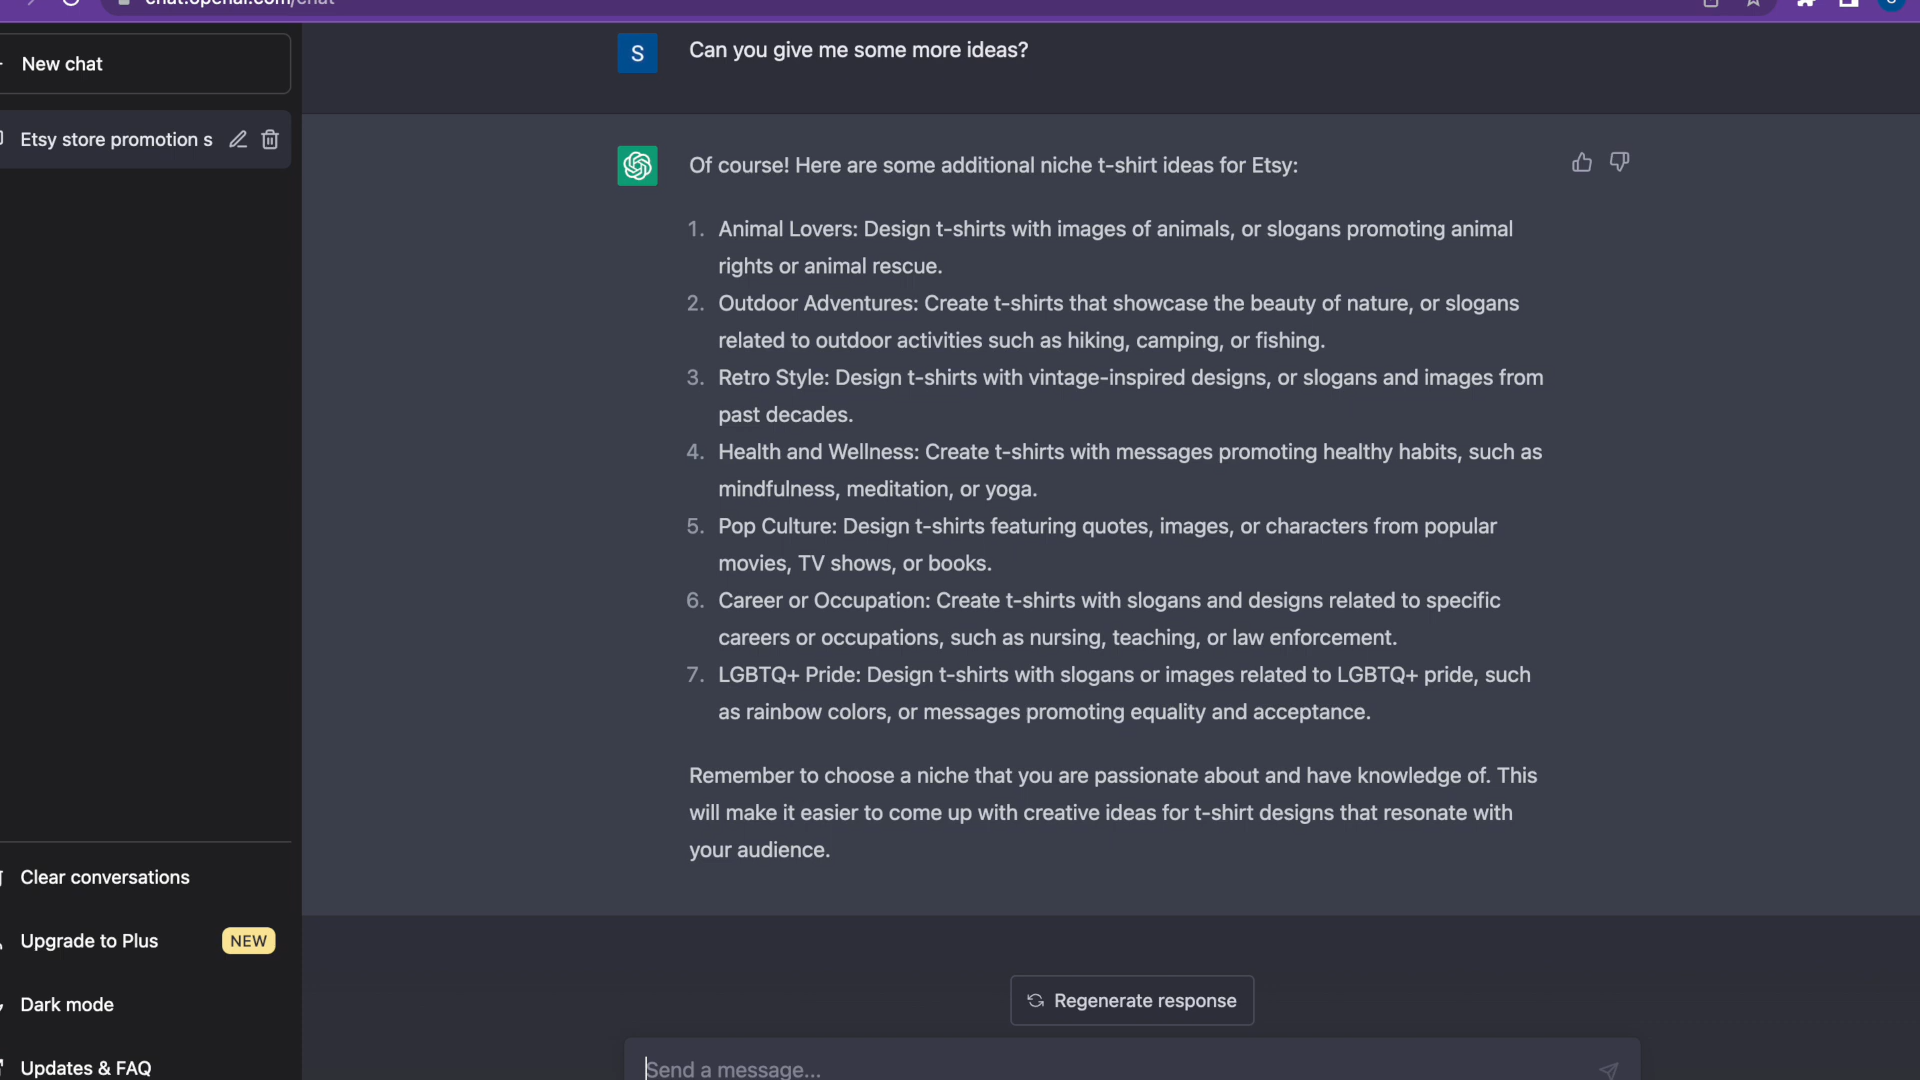 chat.openai.com/chat
New chat
Etsy store promotion s
Clear conversations
Upgrade to Plus NEW
Dark mode
Updates & FAQ
S Can you give me some more ideas?
Of course! Here are some additional niche t-shirt ideas for Etsy:
1. Animal Lovers: Design t-shirts with images of animals, or slogans promoting animal
rights or animal rescue.
2. Outdoor Adventures: Create t-shirts that showcase the beauty of nature, or slogans
related to outdoor activities such as hiking, camping, or fishing.
3. Retro Style: Design t-shirts with vintage-inspired designs, or slogans and images from
past decades.
4. Health and Wellness: Create t-shirts with messages promoting healthy habits, such as
mindfulness, meditation, or yoga.
5. Pop Culture: Design t-shirts featuring quotes, images, or characters from popular
movies, TV shows, or books.
6. Career or Occupation: Create t-shirts with slogans and designs related to specific
careers or occupations, such as nursing, teaching, or law enforcement.
7. LGBTQ+ Pride: Design t-shirts with slogans or images related to LGBTQ+ pride, such
as rainbow colors, or messages promoting equality and acceptance.
Remember to choose a niche that you are passionate about and have knowledge of. This
will make it easier to come up with creative ideas for t-shirt designs that resonate with
your audience.
Regenerate response
Send a message...